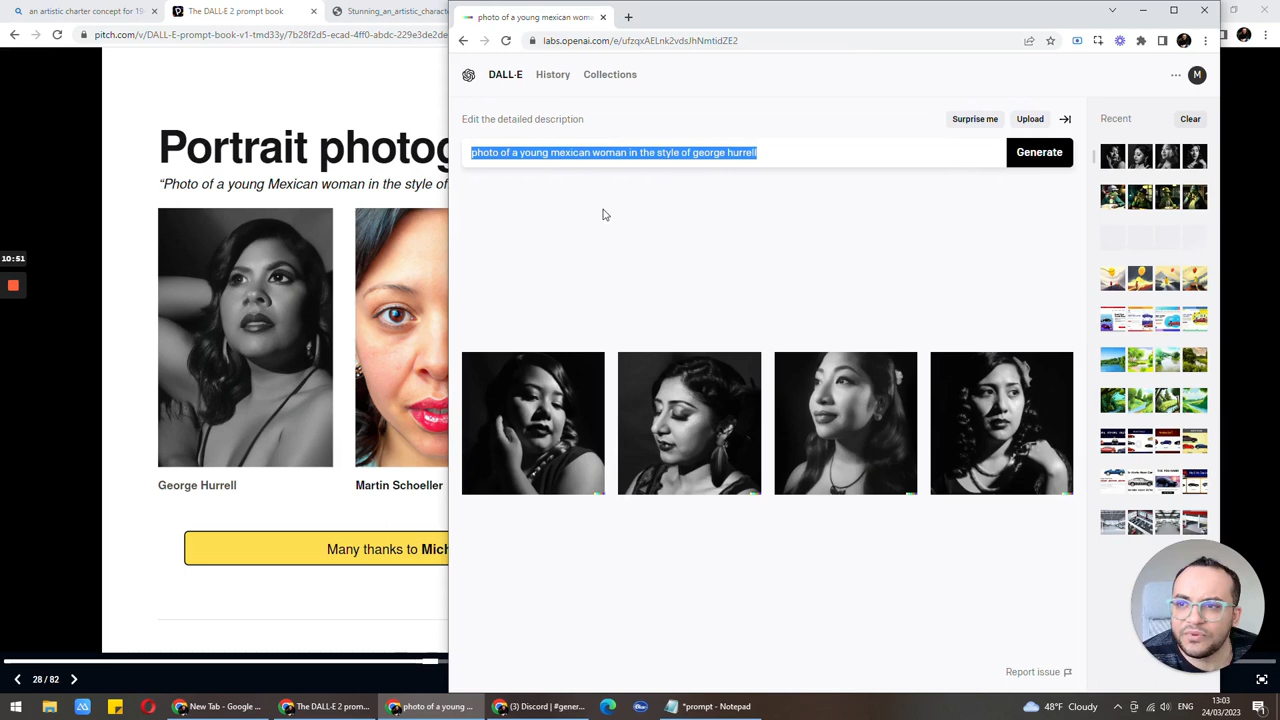 an artistic charter concept for 19
The DALL·E 2 prompt book
Stunning_an_artistic_characte
photo of a young mexican woma
pitch.com/v/DALL-E-prompt-book-v1-tmd33y/7b28f2d5-ecad-4ff0-abdc-229e3de2de
labs.openai.com/e/ufzqxAELnk2vdsJhNmtidZE2
DALL·E
History
Collections
M
Edit the detailed description
Surprise me
Upload
Recent
Clear
photo of a young mexican woman in the style of george hurrell
Generate
Portrait photog
“Photo of a young Mexican woman in the style of
10:51
George Hurrell
Martin Schoeller
Many thanks to Mich
Report issue
28 / 82
New Tab - Google ...
The DALL-E 2 prom...
photo of a young ...
(3) Discord | #gener...
*prompt - Notepad
48°F Cloudy
ENG
13:03
24/03/2023